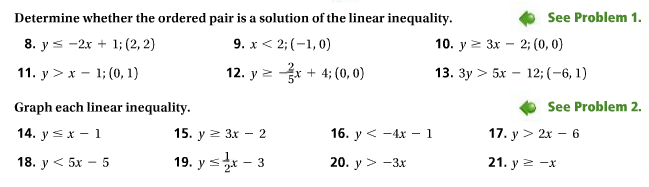 Determine whether the ordered pair is a solution of the linear inequality. See Problem 1.
8. y ≤ −2x + 1; (2, 2) 9. x < 2; (−1, 0) 10. y ≥ 3x − 2; (0, 0)
11. y > x − 1; (0, 1) 12. y ≥ −2/5x + 4; (0, 0) 13. 3y > 5x − 12; (−6, 1)
Graph each linear inequality. See Problem 2.
14. y ≤ x − 1 15. y ≥ 3x − 2 16. y < −4x − 1 17. y > 2x − 6
18. y < 5x − 5 19. y ≤ 1/2x − 3 20. y > −3x 21. y ≥ −x